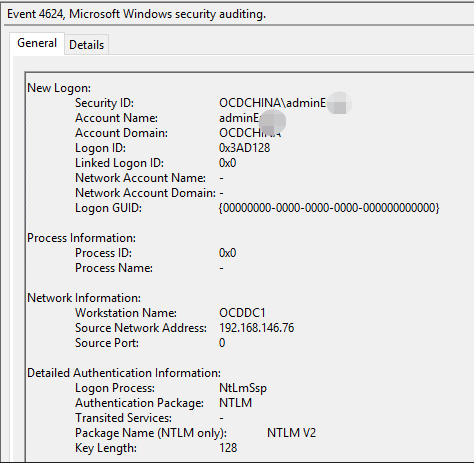 Event 4624, Microsoft Windows security auditing.
General Details
New Logon:
Security ID: OCDCHINA\adminE
Account Name: adminE
Account Domain: OCDCHINA
Logon ID: 0x3AD128
Linked Logon ID: 0x0
Network Account Name: -
Network Account Domain: -
Logon GUID: {00000000-0000-0000-0000-000000000000}
Process Information:
Process ID: 0x0
Process Name: -
Network Information:
Workstation Name: OCDDC1
Source Network Address: 192.168.146.76
Source Port: 0
Detailed Authentication Information:
Logon Process: NtLmSsp
Authentication Package: NTLM
Transited Services: -
Package Name (NTLM only): NTLM V2
Key Length: 128